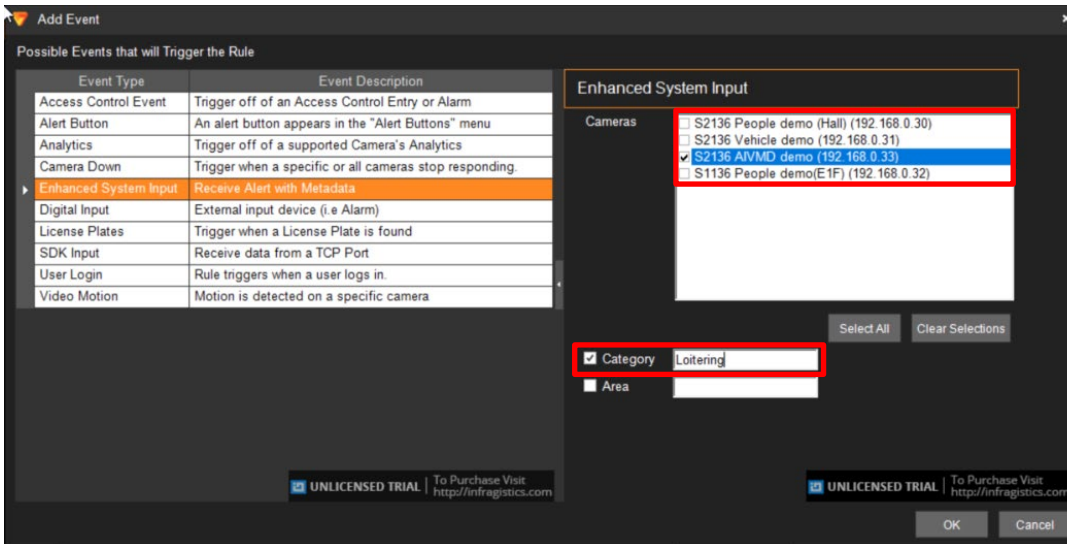 Add Event
Possible Events that will Trigger the Rule
Event Type Event Description
Access Control Event Trigger off of an Access Control Entry or Alarm
Alert Button An alert button appears in the "Alert Buttons" menu
Analytics Trigger off of a supported Camera's Analytics
Camera Down Trigger when a specific or all cameras stop responding.
Enhanced System Input Receive Alert with Metadata
Digital Input External input device (i.e Alarm)
License Plates Trigger when a License Plate is found
SDK Input Receive data from a TCP Port
User Login Rule triggers when a user logs in.
Video Motion Motion is detected on a specific camera
UNLICENSED TRIAL To Purchase Visit
http://infragistics.com
Enhanced System Input
Cameras
S2136 People demo (Hall) (192.168.0.30)
S2136 Vehicle demo (192.168.0.31)
S2136 AIVMD demo (192.168.0.33)
S1136 People demo(E1F) (192.168.0.32)
Select All Clear Selections
Category Loitering
Area
UNLICENSED TRIAL To Purchase Visit
http://infragistics.com
OK Cancel